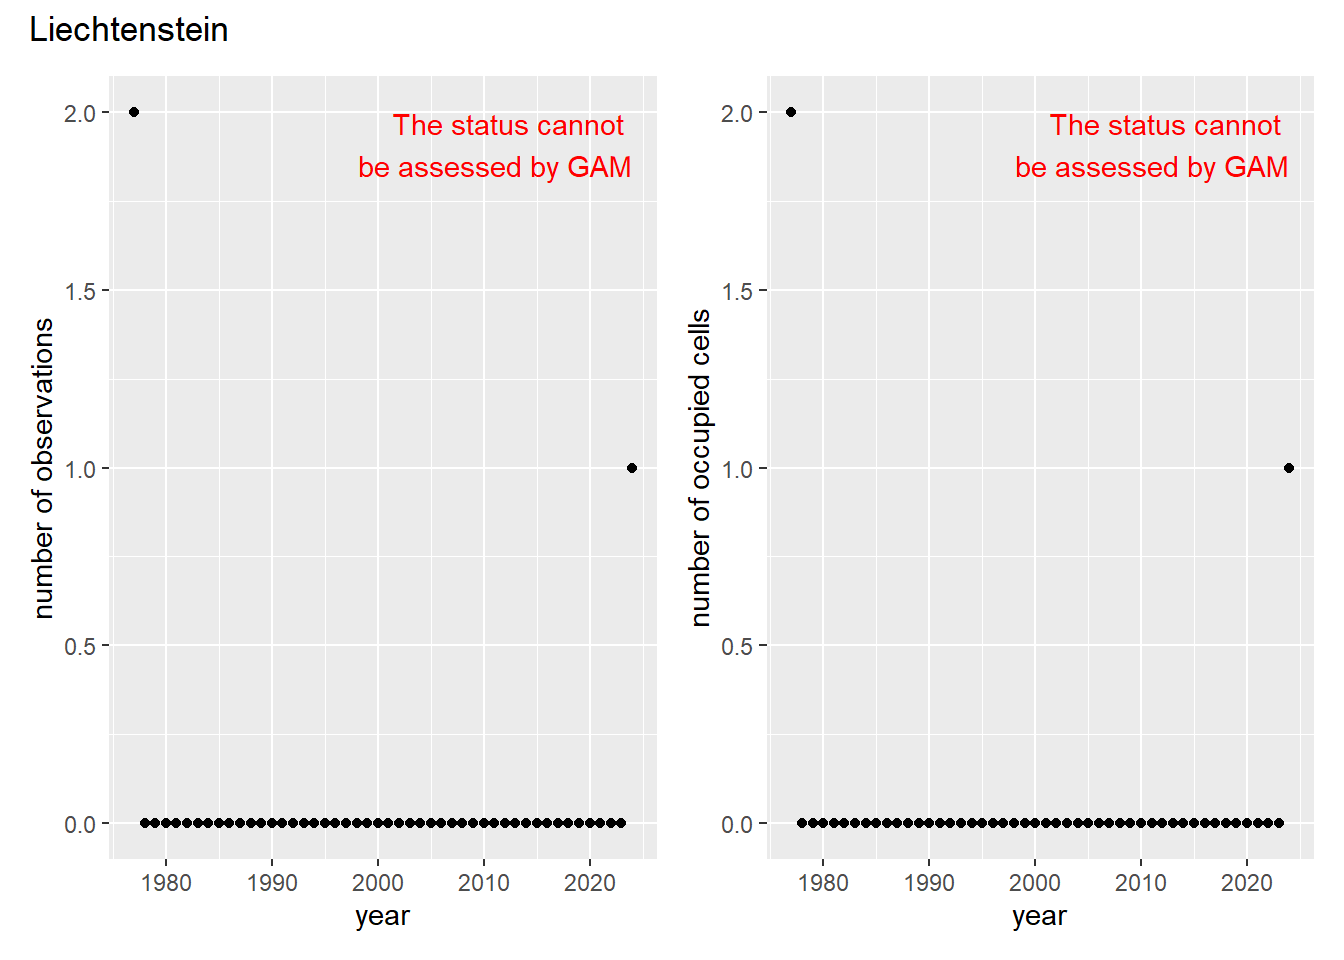 Liechtenstein
The status cannot
be assessed by GAM
2.0
1.5
1.0
0.5
0.0
number of observations
1980 1990 2000 2010 2020
year
The status cannot
be assessed by GAM
2.0
1.5
1.0
0.5
0.0
number of occupied cells
1980 1990 2000 2010 2020
year